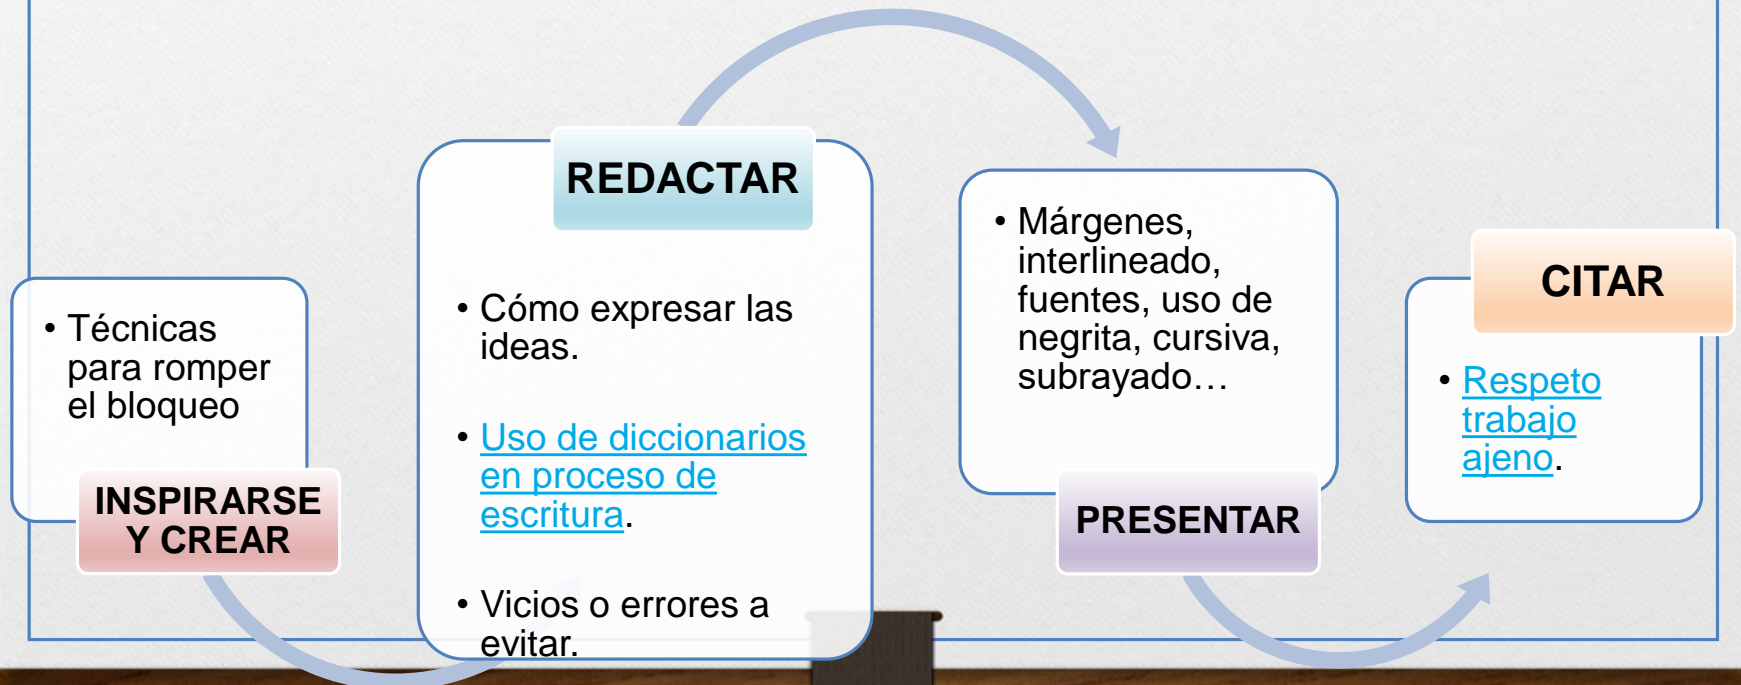 • Técnicas
para romper
el bloqueo
INSPIRARSE
Y CREAR
REDACTAR
• Cómo expresar las
ideas.
• Uso de diccionarios
en proceso de
escritura.
• Vicios o errores a
evitar.
• Márgenes,
interlineado,
fuentes, uso de
negrita, cursiva,
subrayado…
PRESENTAR
CITAR
• Respeto
trabajo
ajeno.